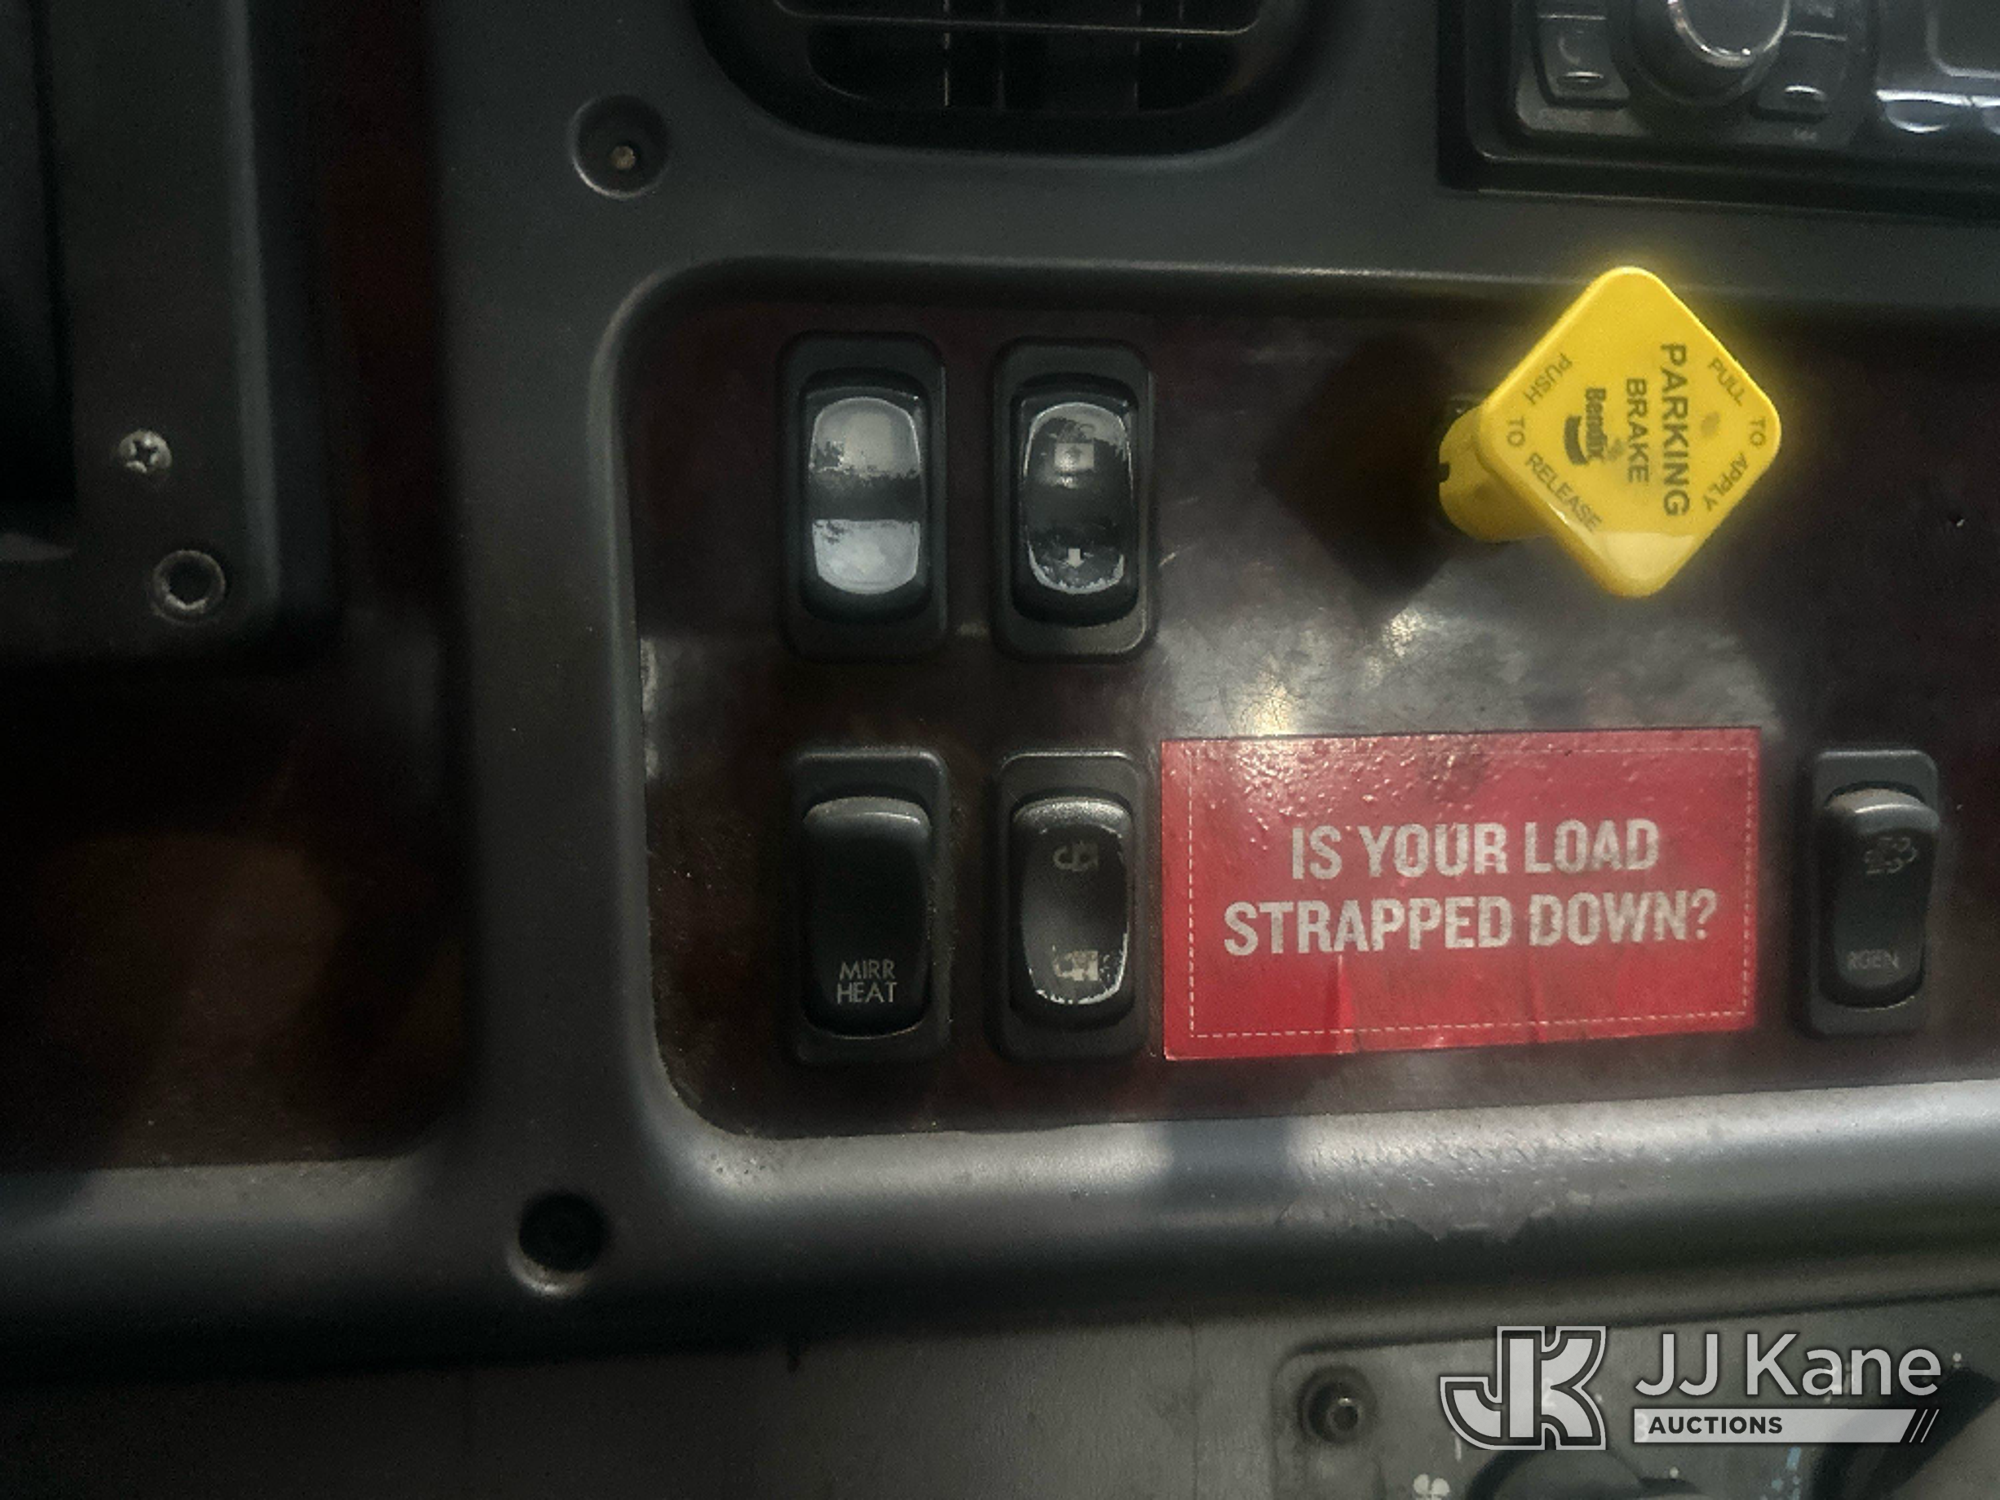 PARKING
BRAKE
Bendix
PULL TO APPLY
PUSH TO RELEASE
IS YOUR LOAD
STRAPPED DOWN?
MIRR
HEAT
JK JJ Kane
AUCTIONS